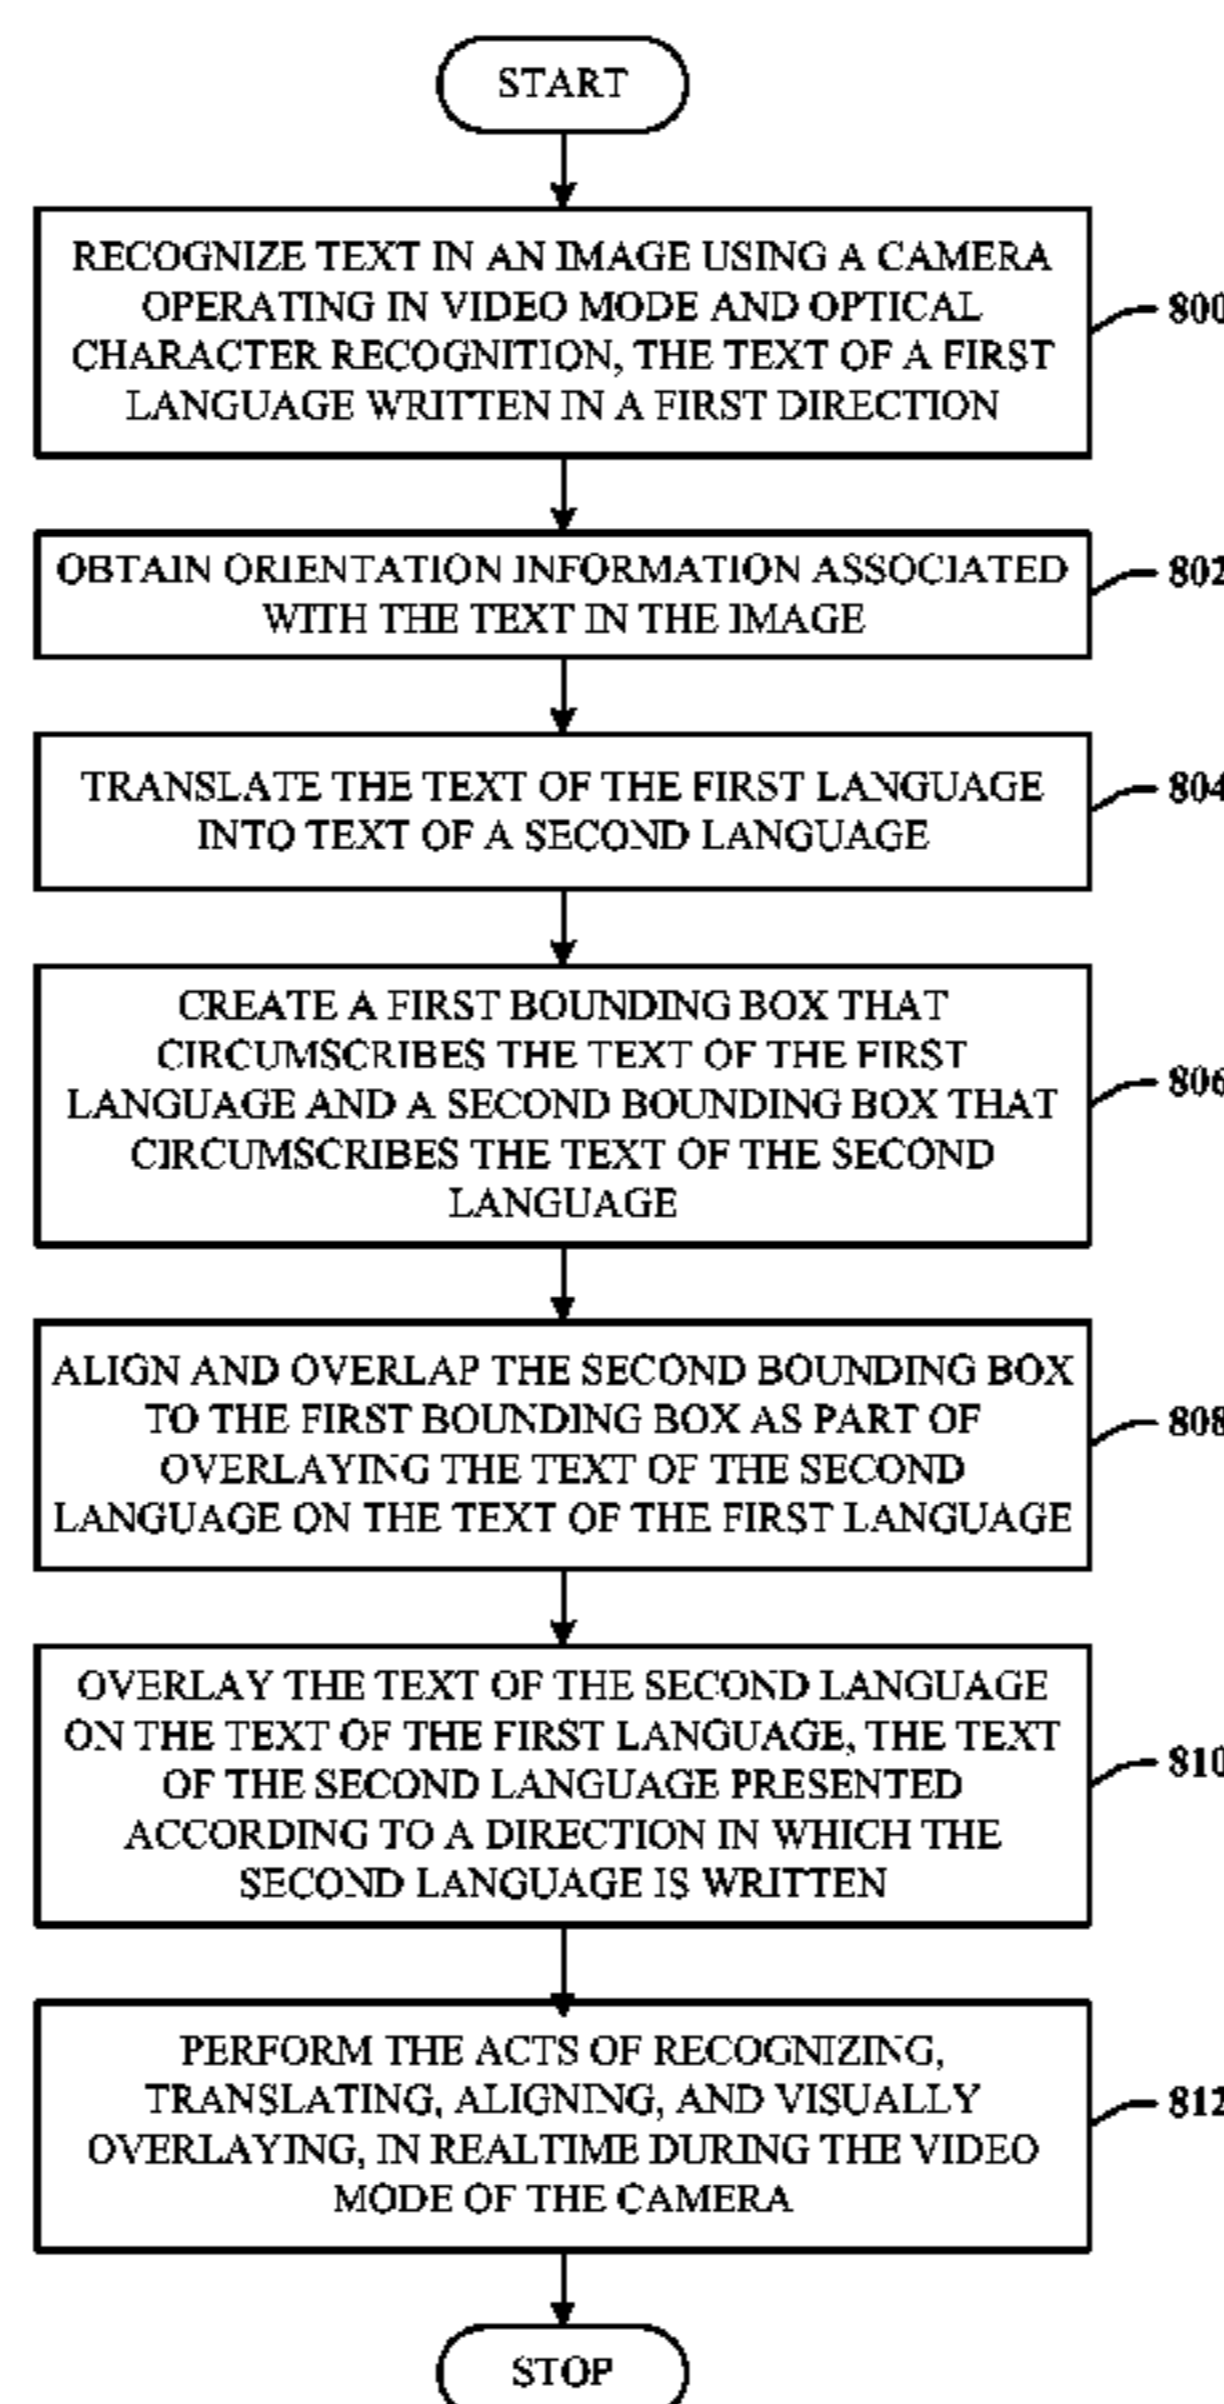 START
RECOGNIZE TEXT IN AN IMAGE USING A CAMERA
OPERATING IN VIDEO MODE AND OPTICAL
CHARACTER RECOGNITION, THE TEXT OF A FIRST
LANGUAGE WRITTEN IN A FIRST DIRECTION
800
OBTAIN ORIENTATION INFORMATION ASSOCIATED
WITH THE TEXT IN THE IMAGE
802
TRANSLATE THE TEXT OF THE FIRST LANGUAGE
INTO TEXT OF A SECOND LANGUAGE
804
CREATE A FIRST BOUNDING BOX THAT
CIRCUMSCRIBES THE TEXT OF THE FIRST
LANGUAGE AND A SECOND BOUNDING BOX THAT
CIRCUMSCRIBES THE TEXT OF THE SECOND
LANGUAGE
806
ALIGN AND OVERLAP THE SECOND BOUNDING BOX
TO THE FIRST BOUNDING BOX AS PART OF
OVERLAYING THE TEXT OF THE SECOND
LANGUAGE ON THE TEXT OF THE FIRST LANGUAGE
808
OVERLAY THE TEXT OF THE SECOND LANGUAGE
ON THE TEXT OF THE FIRST LANGUAGE, THE TEXT
OF THE SECOND LANGUAGE PRESENTED
ACCORDING TO A DIRECTION IN WHICH THE
SECOND LANGUAGE IS WRITTEN
810
PERFORM THE ACTS OF RECOGNIZING,
TRANSLATING, ALIGNING, AND VISUALLY
OVERLAYING, IN REALTIME DURING THE VIDEO
MODE OF THE CAMERA
812
STOP